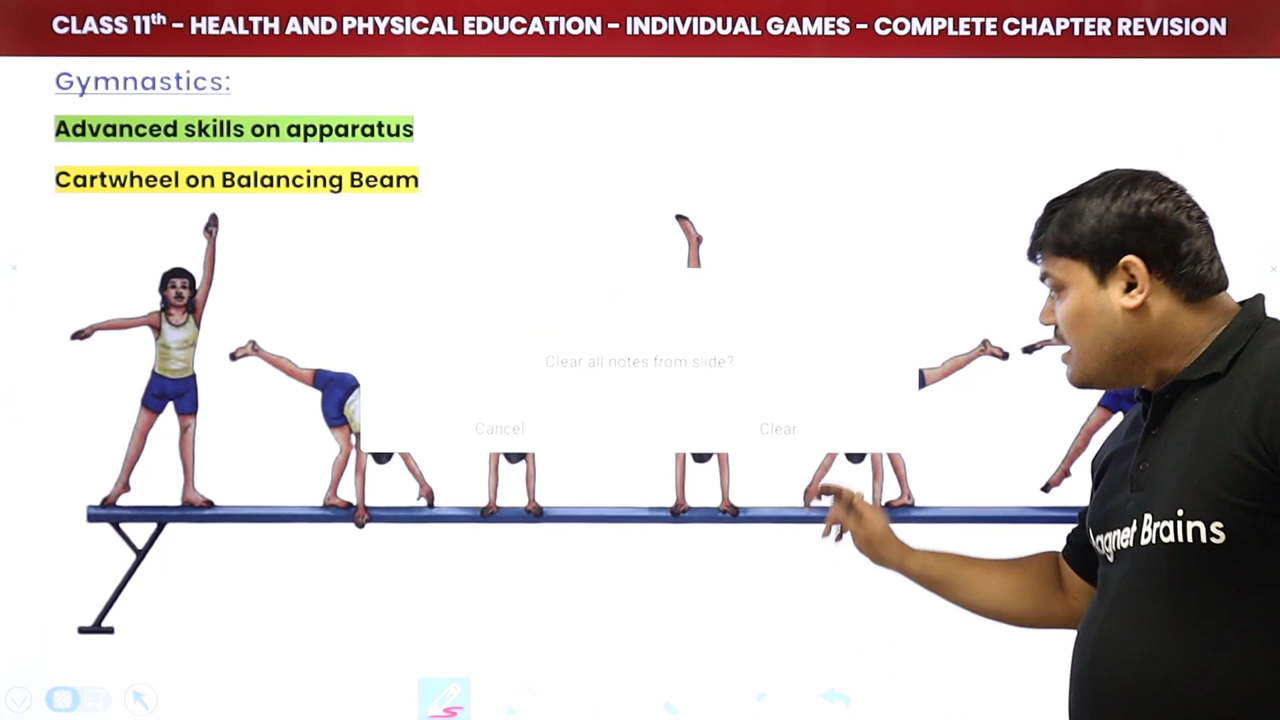 CLASS 11th – HEALTH AND PHYSICAL EDUCATION – INDIVIDUAL GAMES – COMPLETE CHAPTER REVISION
Gymnastics:
Advanced skills on apparatus
Cartwheel on Balancing Beam
Clear all notes from slide?
Cancel
Clear
Brains